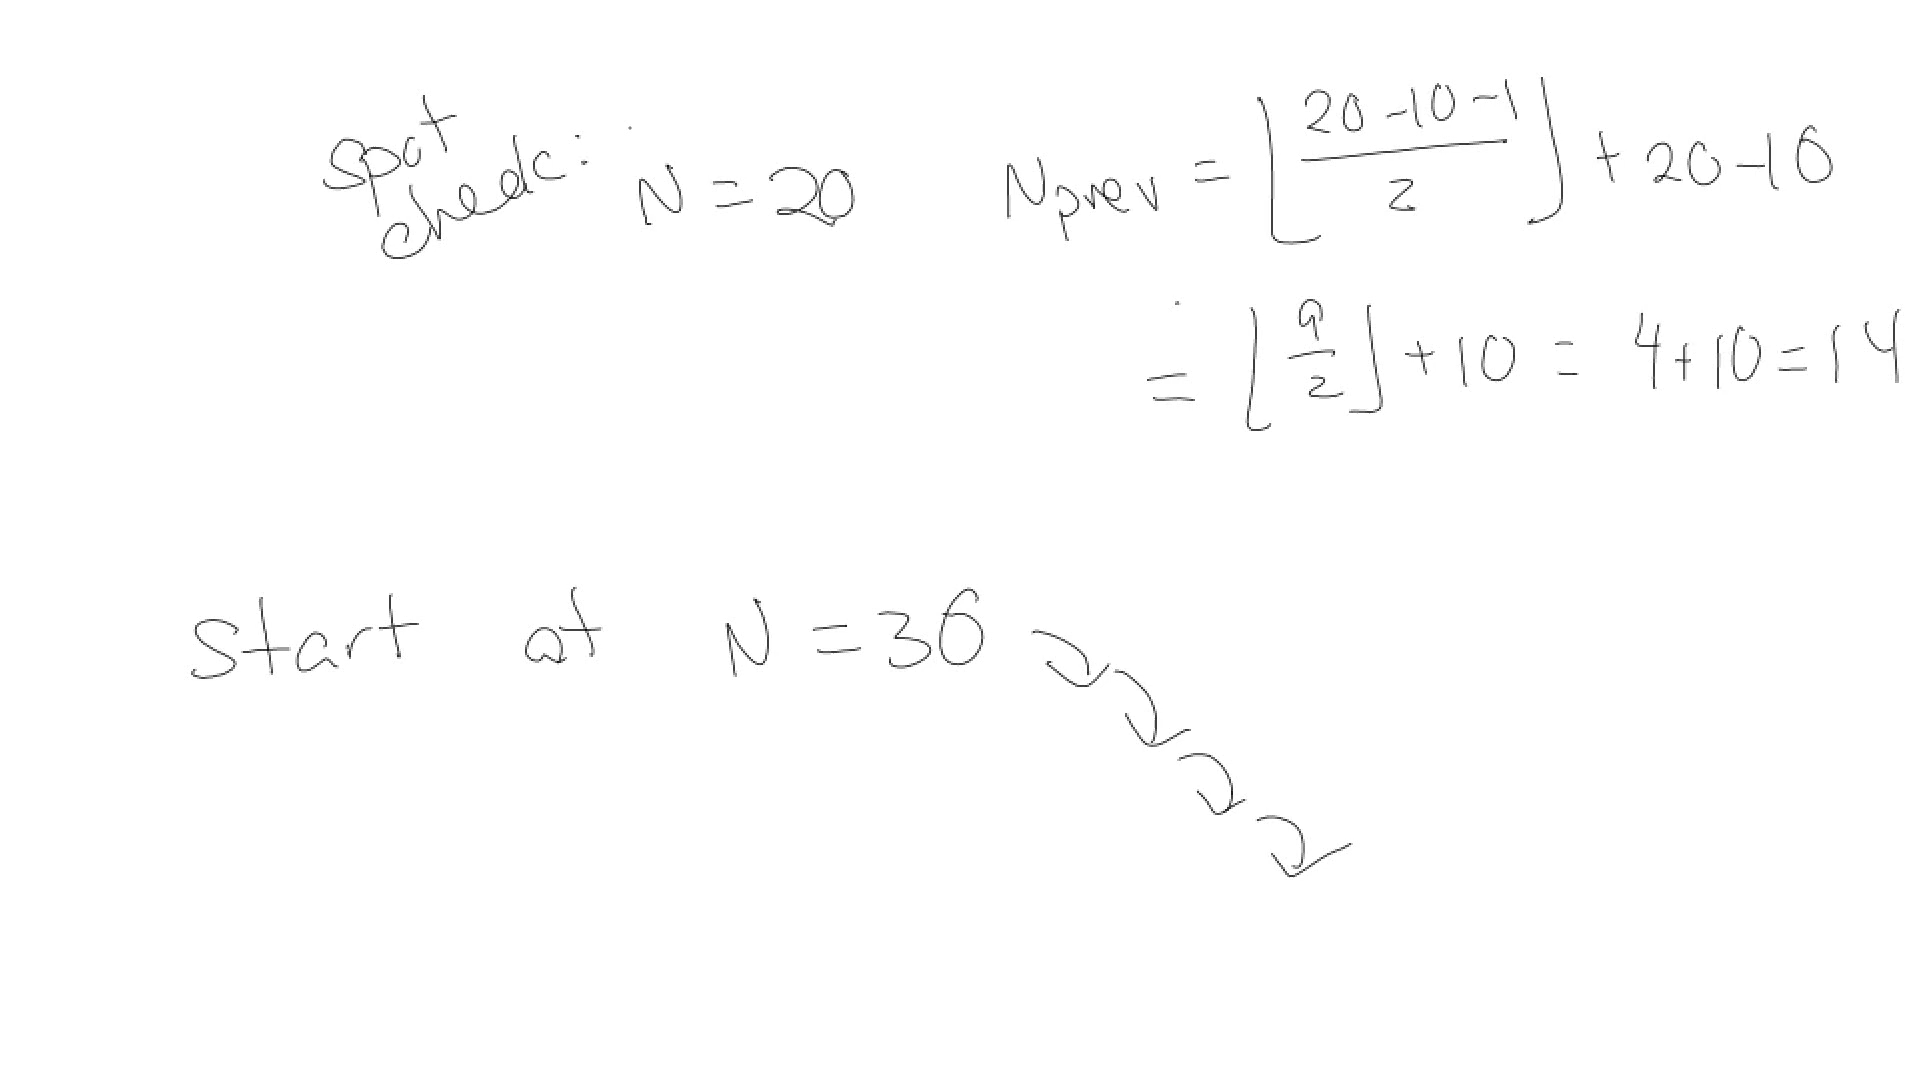 spot check: N = 20 Nprev = ⌊(20-10-1)/2⌋ + 20-10
= ⌊9/2⌋ + 10 = 4+10 = 14
Start at N = 36